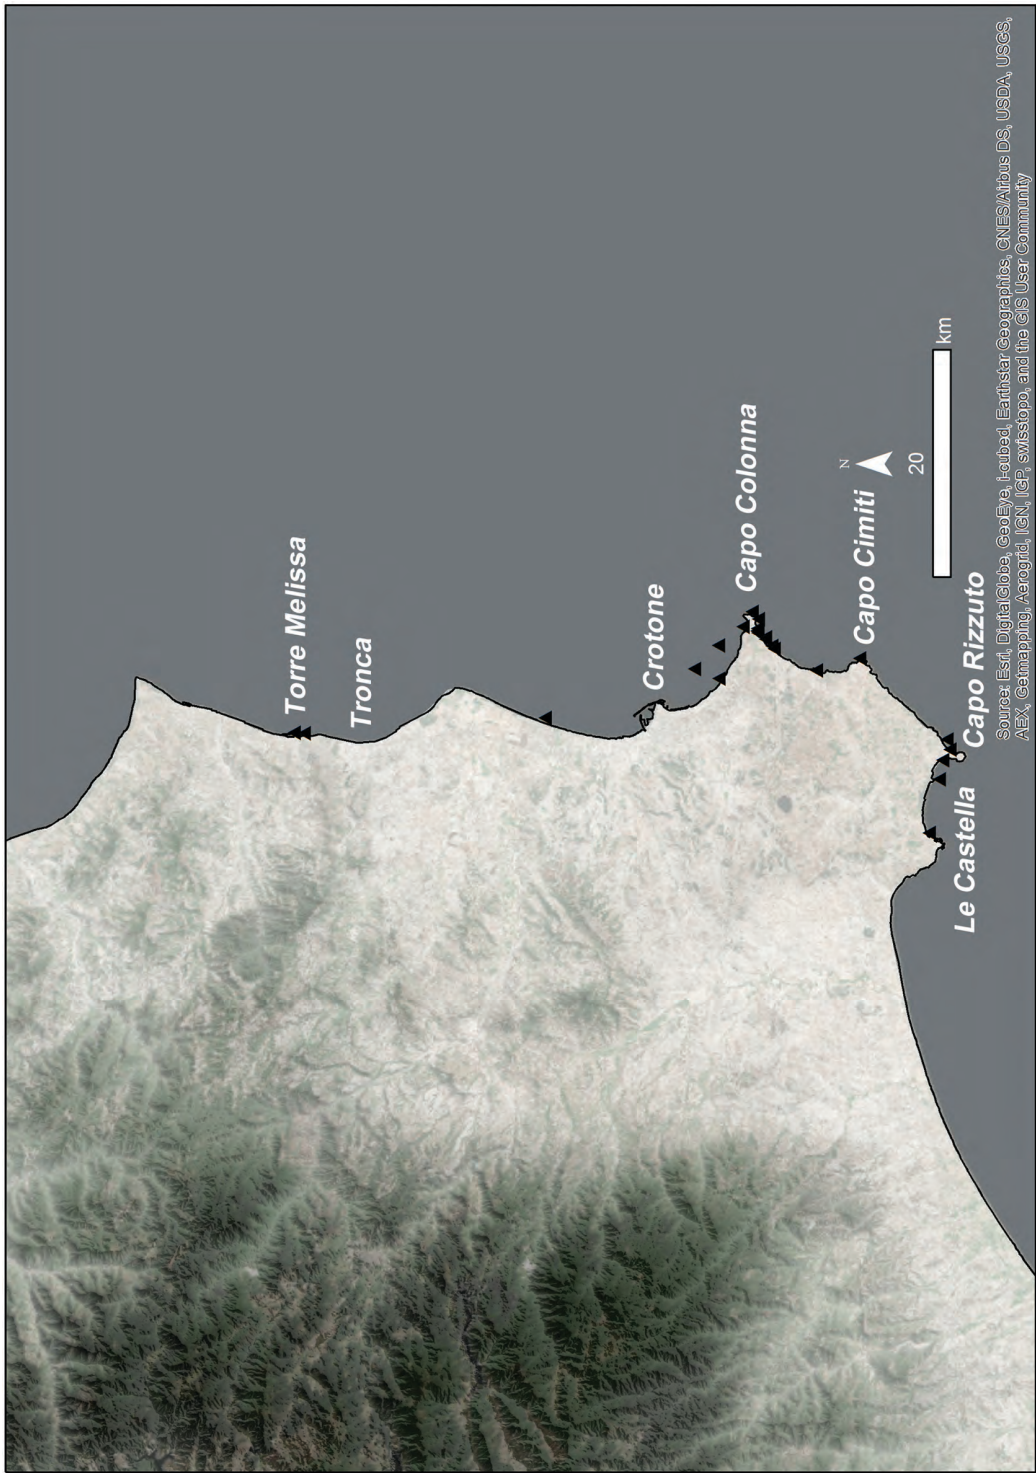 Torre Melissa
Tronca
Crotone
Capo Colonna
N
Capo Cimiti
20
km
Capo Rizzuto
Le Castella
Source: Esri, DigitalGlobe, GeoEye, i-cubed, Earthstar Geographics, CNES/Airbus DS, USDA, USGS,
AEX, Getmapping, Aerogrid, IGN, IGP, swisstopo, and the GIS User Community